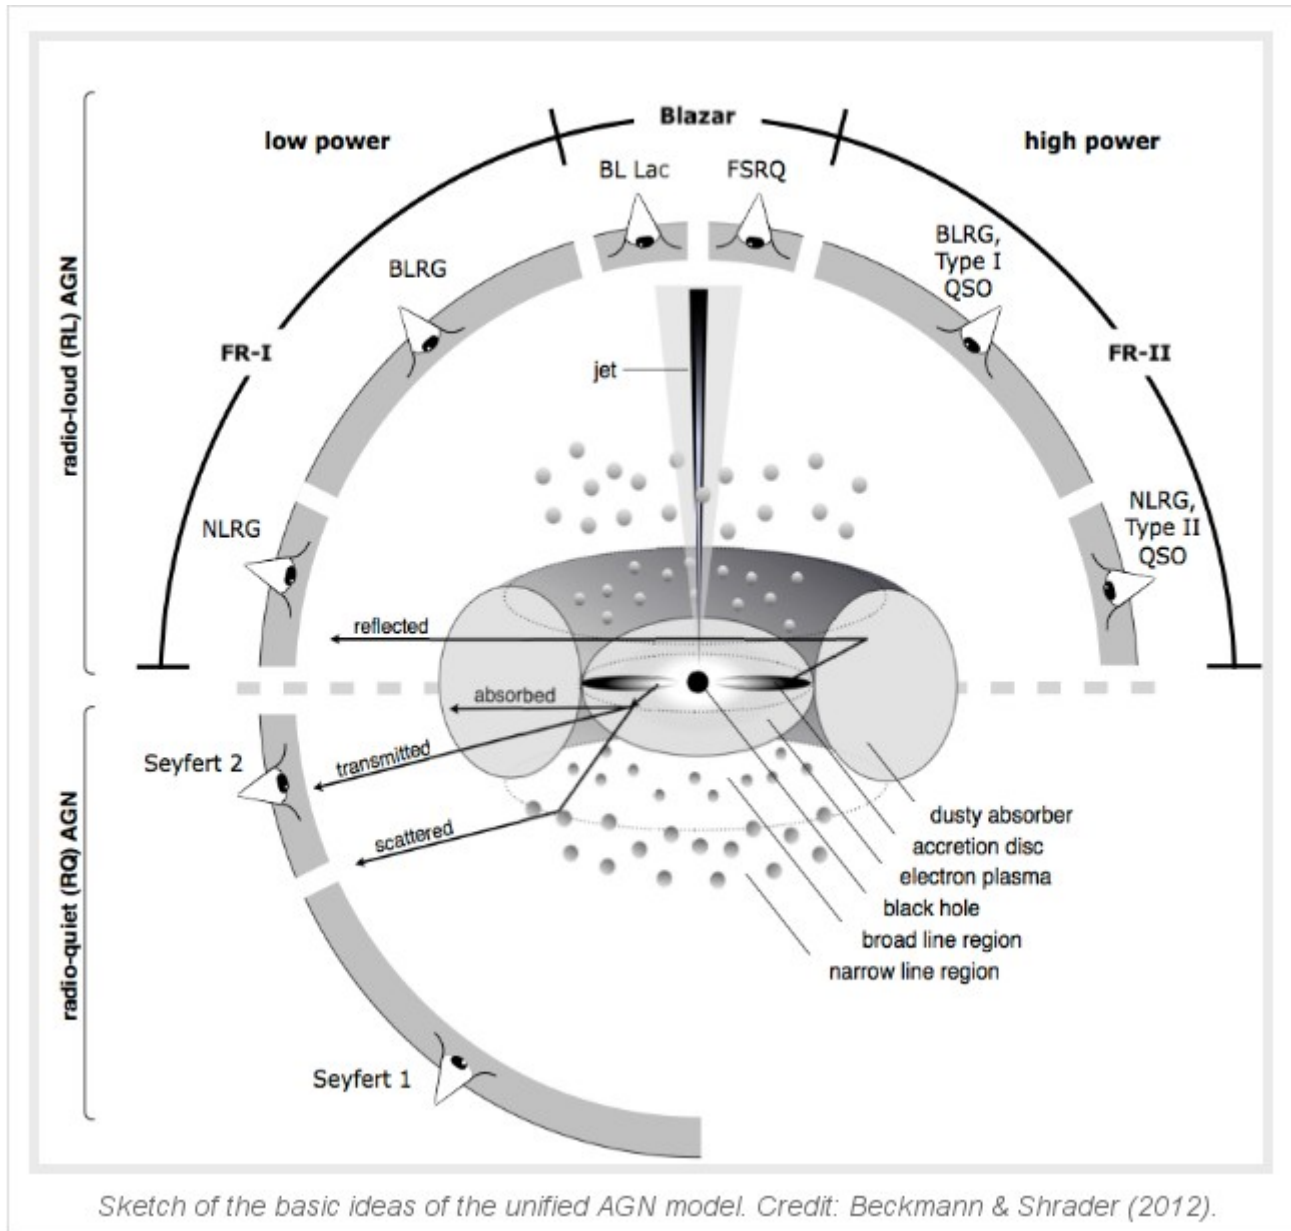 Blazar
low power
high power
BL Lac
FSRQ
BLRG,
Type I
QSO
BLRG
radio-loud (RL) AGN
FR-I
FR-II
jet
NLRG
NLRG,
Type II
QSO
reflected
absorbed
Seyfert 2
transmitted
scattered
dusty absorber
accretion disc
electron plasma
black hole
broad line region
narrow line region
radio-quiet (RQ) AGN
Seyfert 1
Sketch of the basic ideas of the unified AGN model. Credit: Beckmann & Shrader (2012).